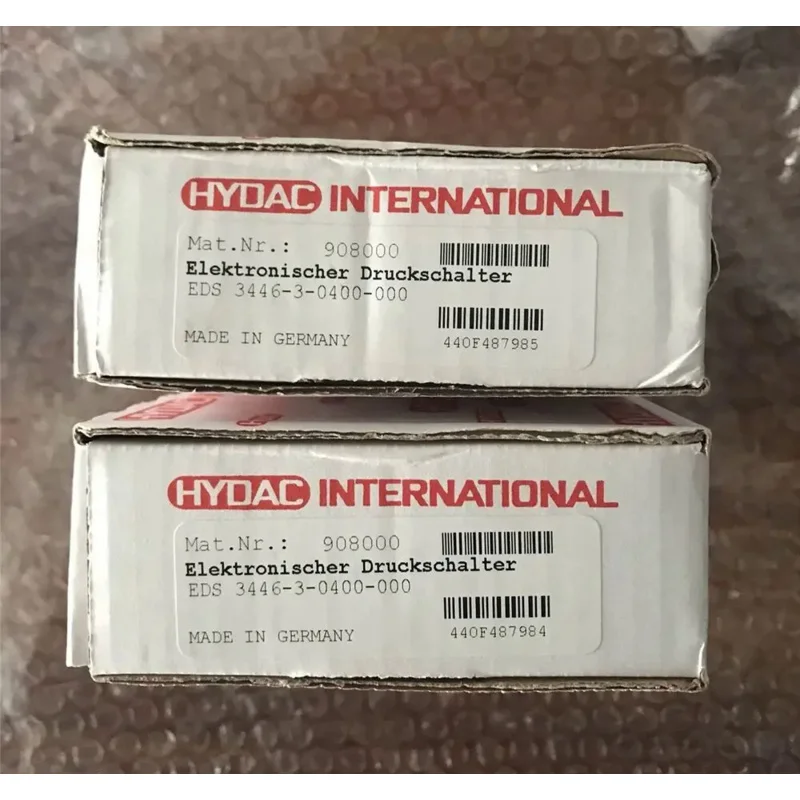 HYDAC INTERNATIONAL
Mat.Nr.: 908000
Elektronischer Druckschalter
EDS 3446-3-0400-000
MADE IN GERMANY 440F487985
HYDAC INTERNATIONAL
Mat.Nr.: 908000
Elektronischer Druckschalter
EDS 3446-3-0400-000
MADE IN GERMANY 440F487984